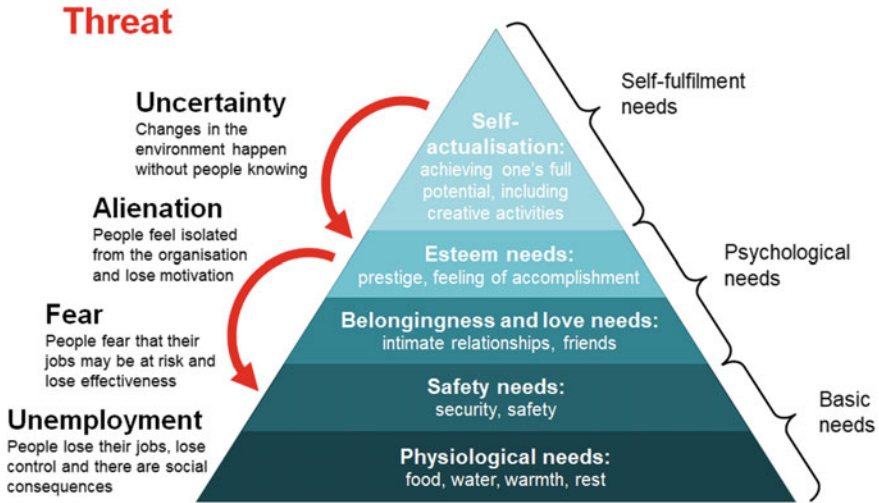 Threat
Uncertainty
Changes in the
environment happen
without people knowing
Alienation
People feel isolated
from the organisation
and lose motivation
Fear
People fear that their
jobs may be at risk and
lose effectiveness
Unemployment
People lose their jobs, lose
control and there are social
consequences
Self-
actualisation:
achieving one's full
potential, including
creative activities
Esteem needs:
prestige, feeling of accomplishment
Belongingness and love needs:
intimate relationships, friends
Safety needs:
security, safety
Physiological needs:
food, water, warmth, rest
Self-fulfilment
needs
Psychological
needs
Basic
needs